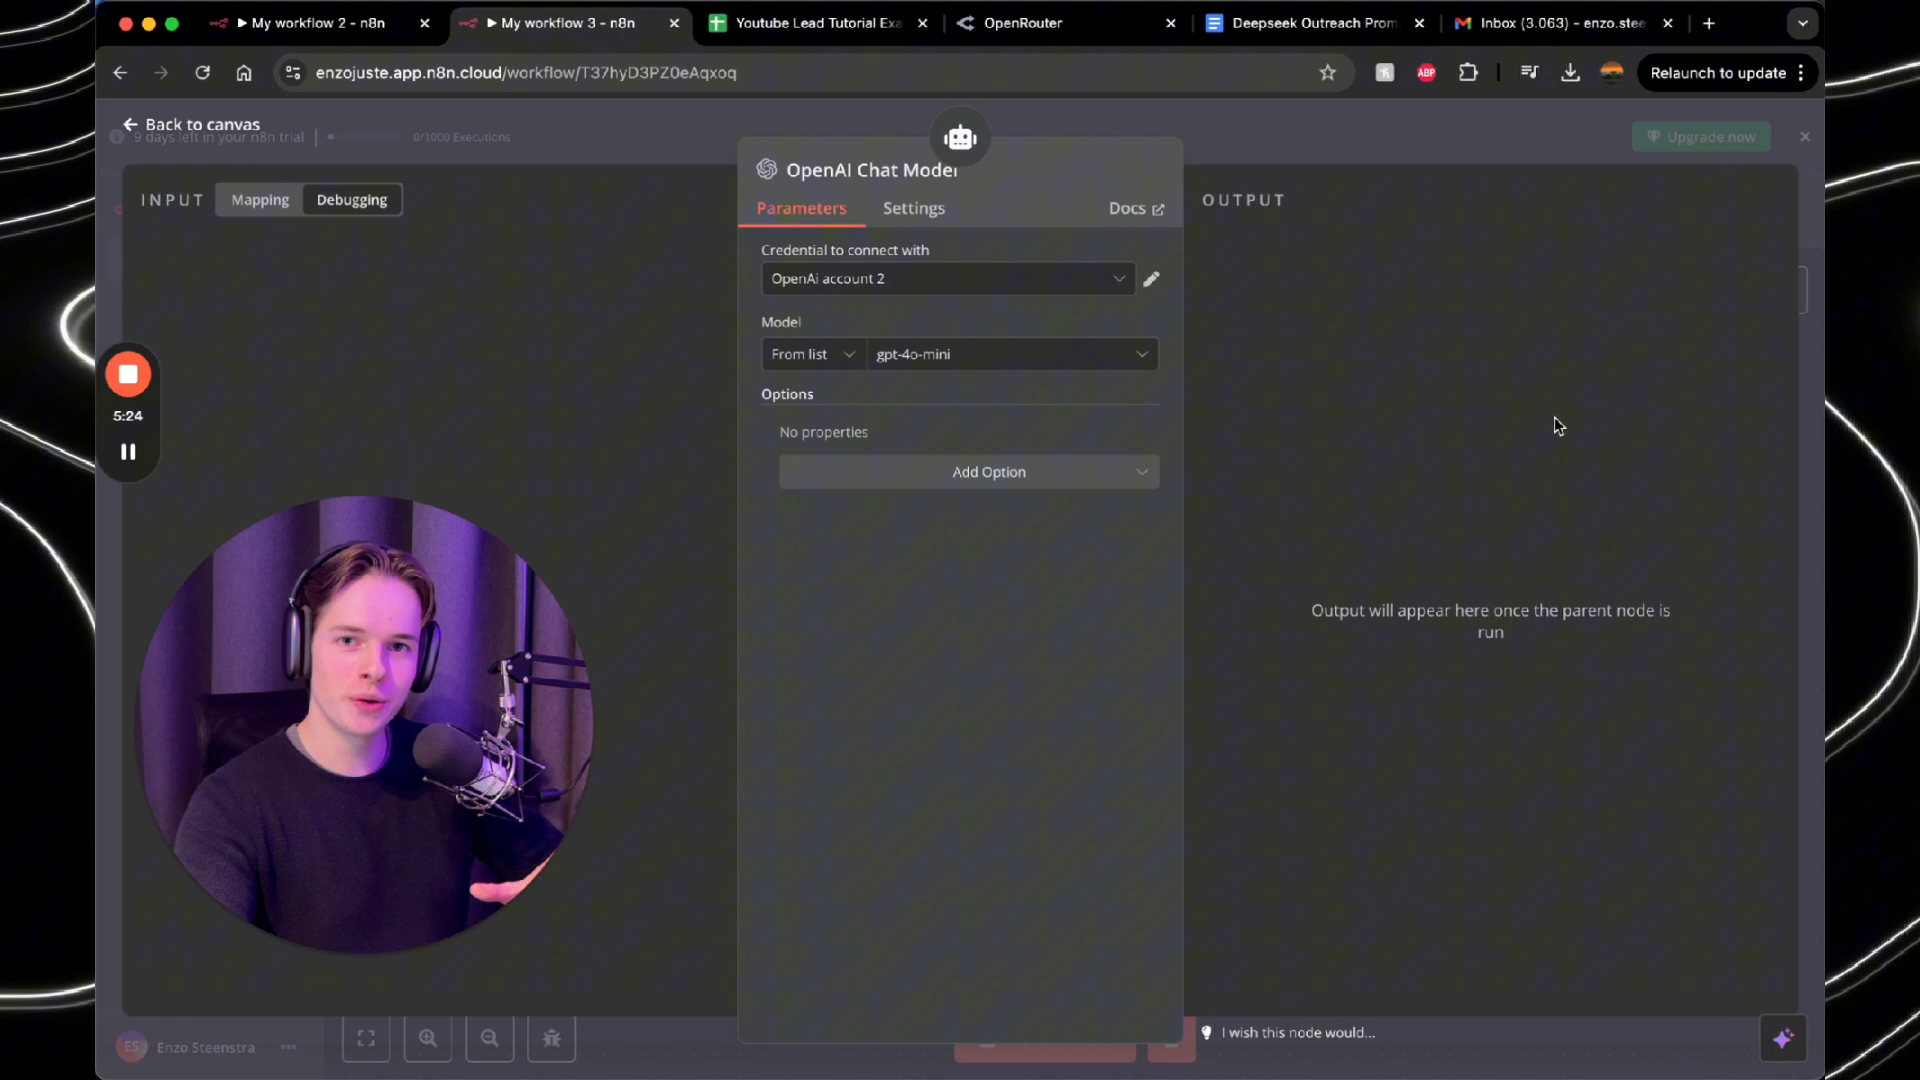 My workflow 2 - n8n
My workflow 3 - n8n
Youtube Lead Tutorial Exa
OpenRouter
Deepseek Outreach Prom
Inbox (3.063) - enzo.stee
enzojuste.app.n8n.cloud/workflow/T37hyD3PZ0eAqxoq
ABP
Relaunch to update
Back to canvas
9 days left in your n8n trial
0/1000 Executions
Upgrade now
OpenAI Chat Model
INPUT
Mapping
Debugging
Parameters
Settings
Docs
OUTPUT
Credential to connect with
OpenAi account 2
Model
From list
gpt-4o-mini
Options
No properties
Add Option
5:24
Output will appear here once the parent node is
run
ES
Enzo Steenstra
I wish this node would...